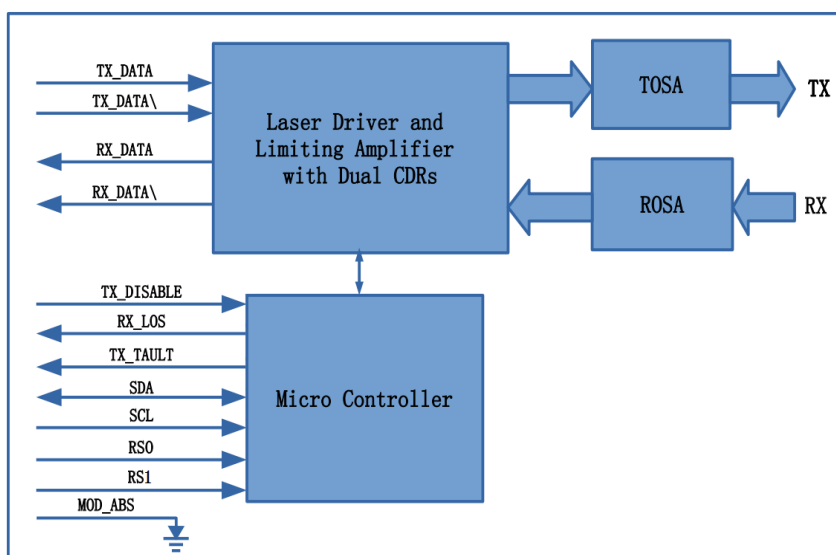 TX_DATA
TX_DATA\
RX_DATA
RX_DATA\
Laser Driver and
Limiting Amplifier
with Dual CDRs
TOSA
TX
ROSA
RX
TX_DISABLE
RX_LOS
TX_TAULT
SDA
SCL
RS0
RS1
MOD_ABS
Micro Controller